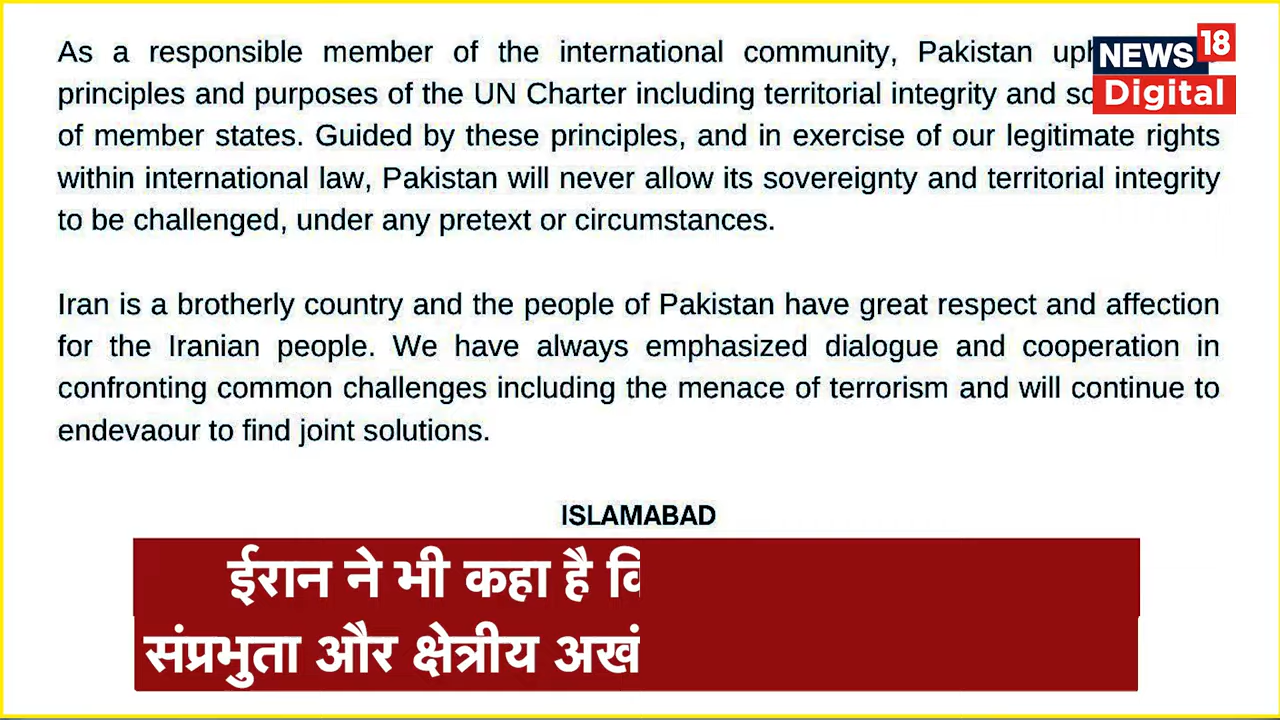 As a responsible member of the international community, Pakistan
principles and purposes of the UN Charter including territorial integrity and
of member states. Guided by these principles, and in exercise of our legitimate rights
within international law, Pakistan will never allow its sovereignty and territorial integrity
to be challenged, under any pretext or circumstances.
Iran is a brotherly country and the people of Pakistan have great respect and affection
for the Iranian people. We have always emphasized dialogue and cooperation in
confronting common challenges including the menace of terrorism and will continue to
endevaour to find joint solutions.
ISLAMABAD
NEWS 18
Digital
ईरान ने भी कहा है
संप्रभुता और क्षेत्रीय